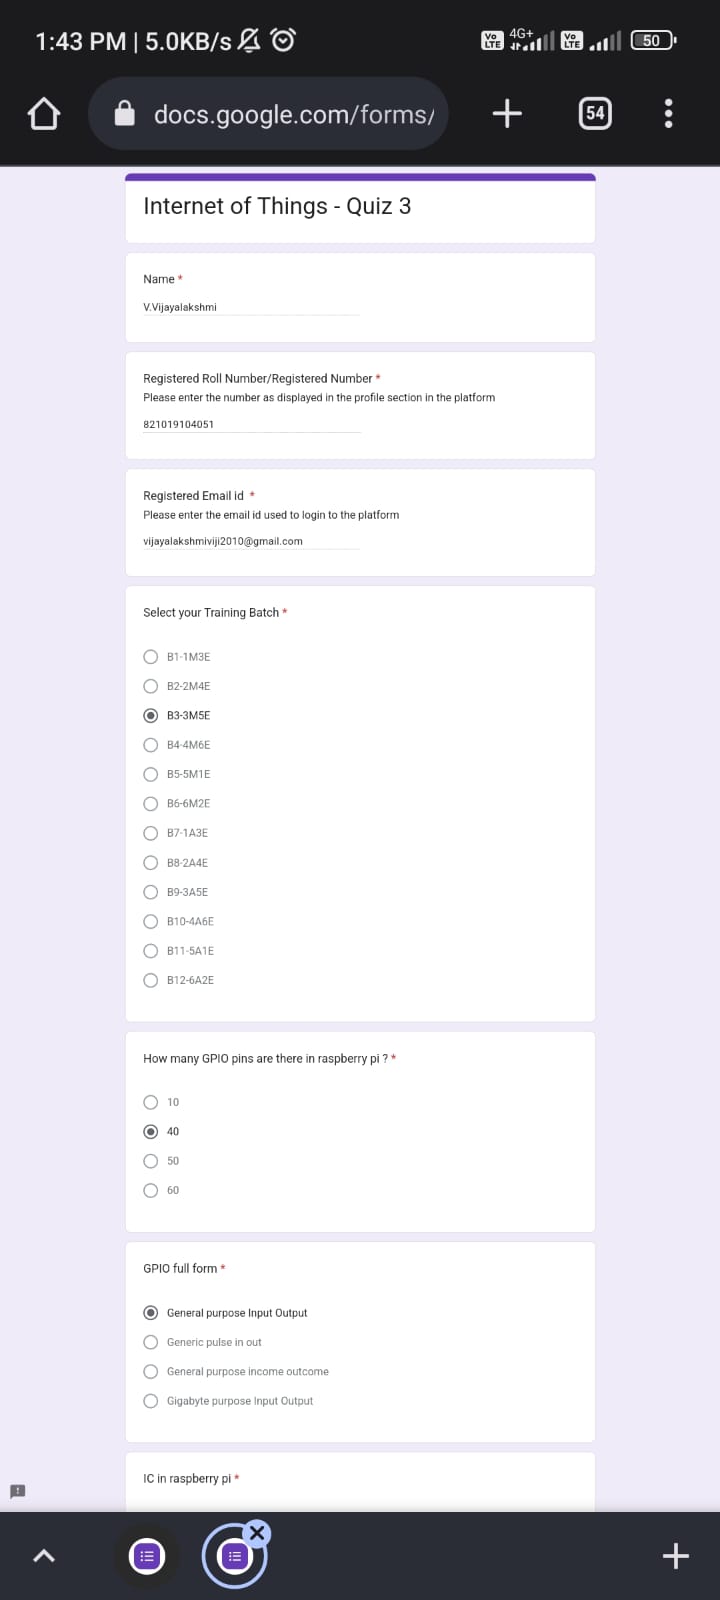 1:43 PM | 5.0KB/s
Vo LTE 4G+ Vo LTE 50
docs.google.com/forms/
54
Internet of Things - Quiz 3
Name *
V.Vijayalakshmi
Registered Roll Number/Registered Number *
Please enter the number as displayed in the profile section in the platform
821019104051
Registered Email id *
Please enter the email id used to login to the platform
vijayalakshmiviji2010@gmail.com
Select your Training Batch *
B1-1M3E
B2-2M4E
B3-3M5E
B4-4M6E
B5-5M1E
B6-6M2E
B7-1A3E
B8-2A4E
B9-3A5E
B10-4A6E
B11-5A1E
B12-6A2E
How many GPIO pins are there in raspberry pi ? *
10
40
50
60
GPIO full form *
General purpose Input Output
Generic pulse in out
General purpose income outcome
Gigabyte purpose Input Output
IC in raspberry pi *